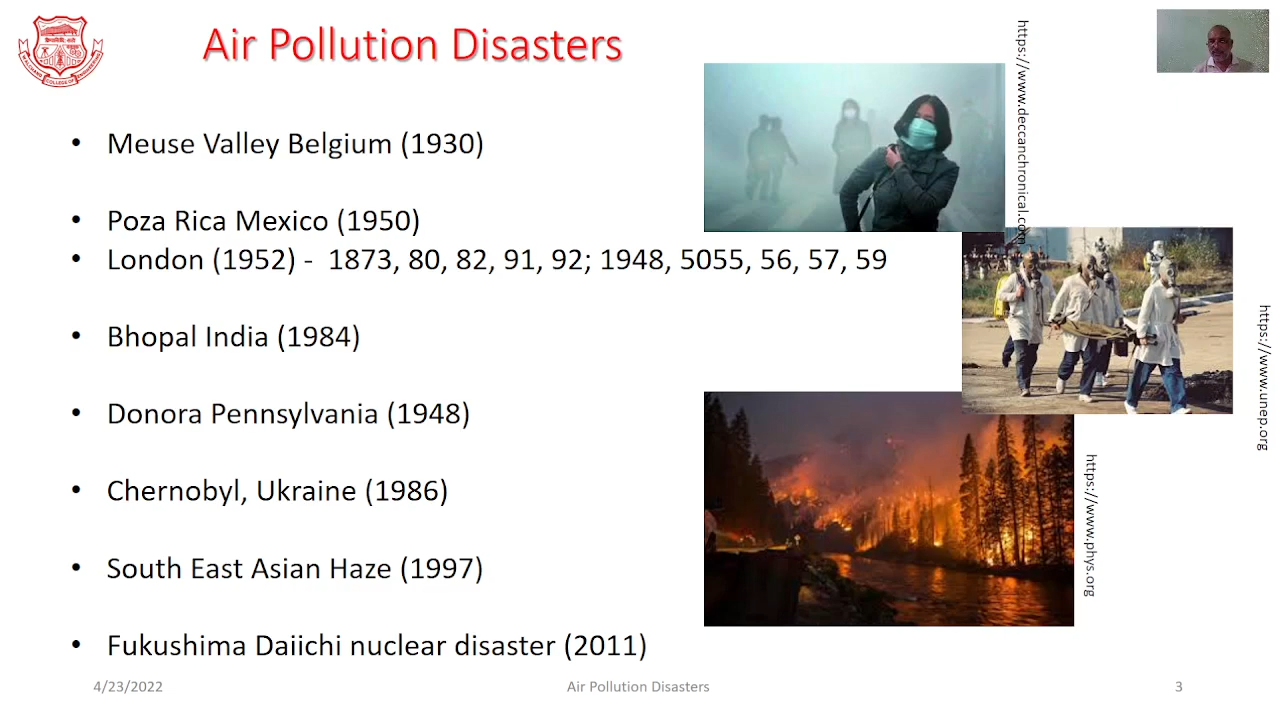 Air Pollution Disasters
• Meuse Valley Belgium (1930)
• Poza Rica Mexico (1950)
• London (1952) - 1873, 80, 82, 91, 92; 1948, 5055, 56, 57, 59
• Bhopal India (1984)
• Donora Pennsylvania (1948)
• Chernobyl, Ukraine (1986)
• South East Asian Haze (1997)
• Fukushima Daiichi nuclear disaster (2011)
https://www.deccanchronical.com
https://www.unep.org
https://www.phys.org
4/23/2022
Air Pollution Disasters
3